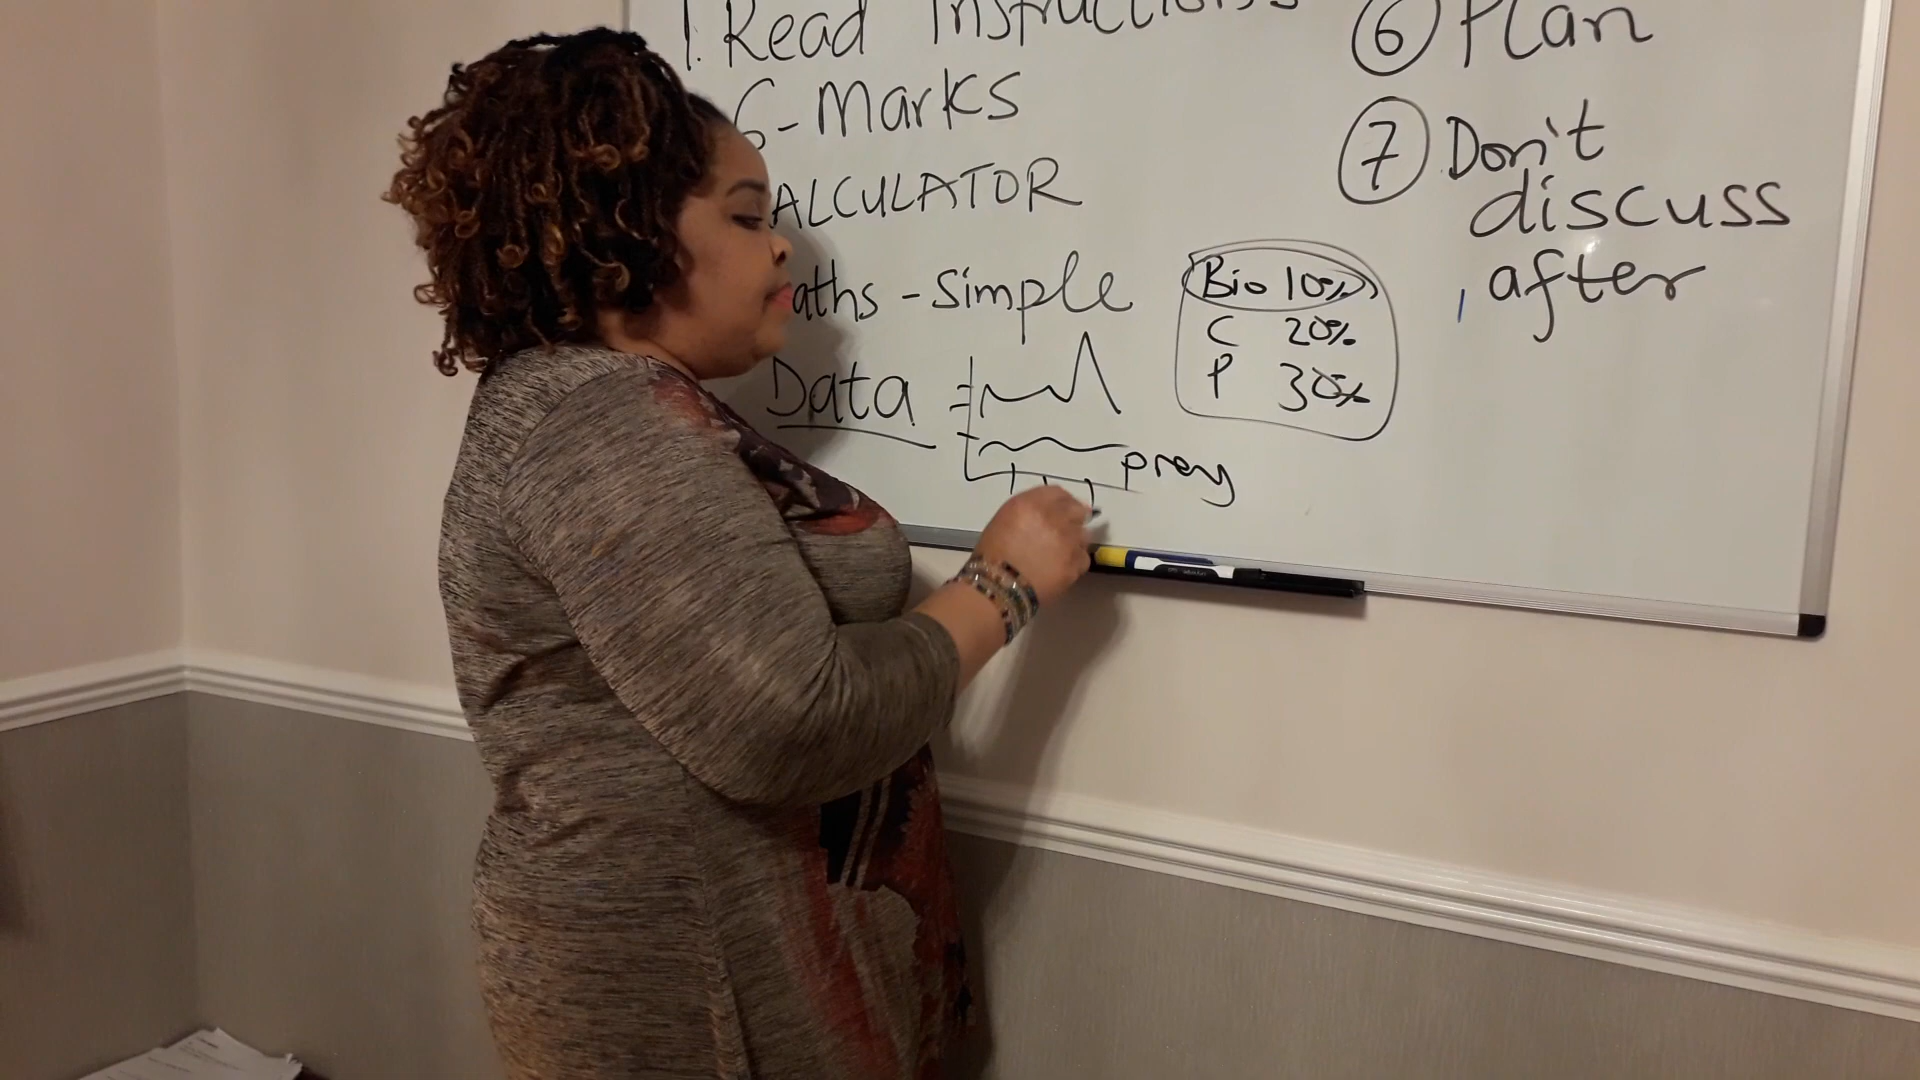 1. Read Instructions
6-Marks
ALCULATOR
aths - Simple
Data
prey
Bio 10%
C 20%
P 30%
6 Plan
7 Don't
discuss
after